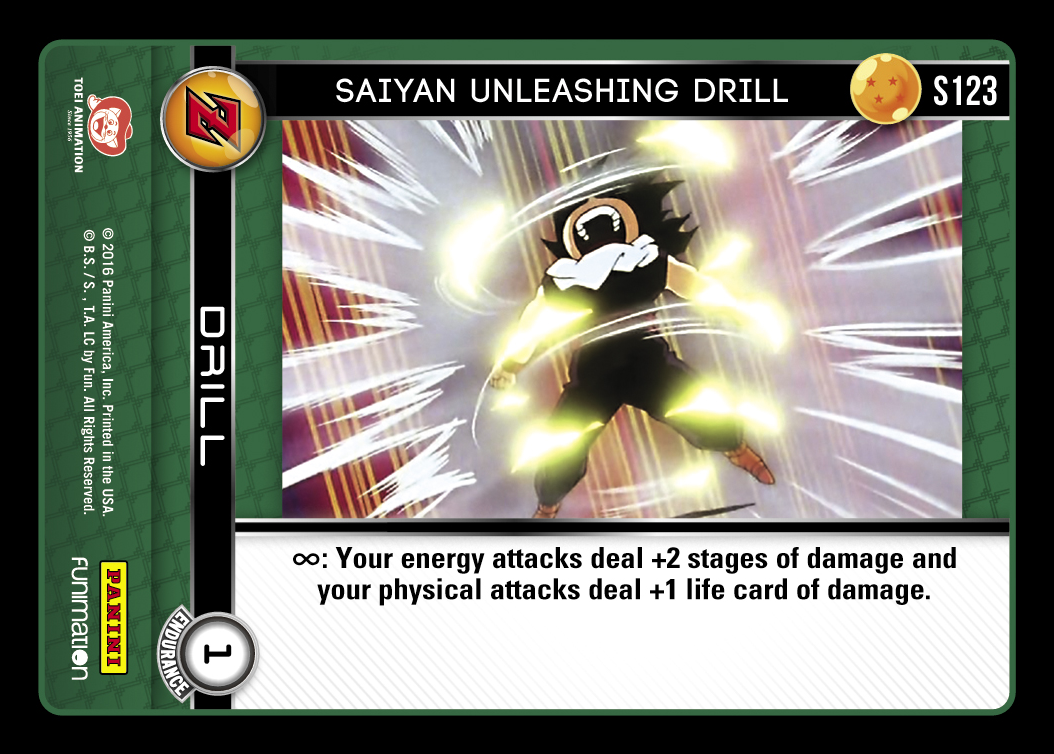 SAIYAN UNLEASHING DRILL
S123
DRILL
∞: Your energy attacks deal +2 stages of damage and
your physical attacks deal +1 life card of damage.
ENDURANCE
1
TOEI ANIMATION
Since 1956
© 2016 Panini America, Inc. Printed in the USA.
© B.S./ S., T.A. LC by Fun. All Rights Reserved.
PANINI
FUNIMATION